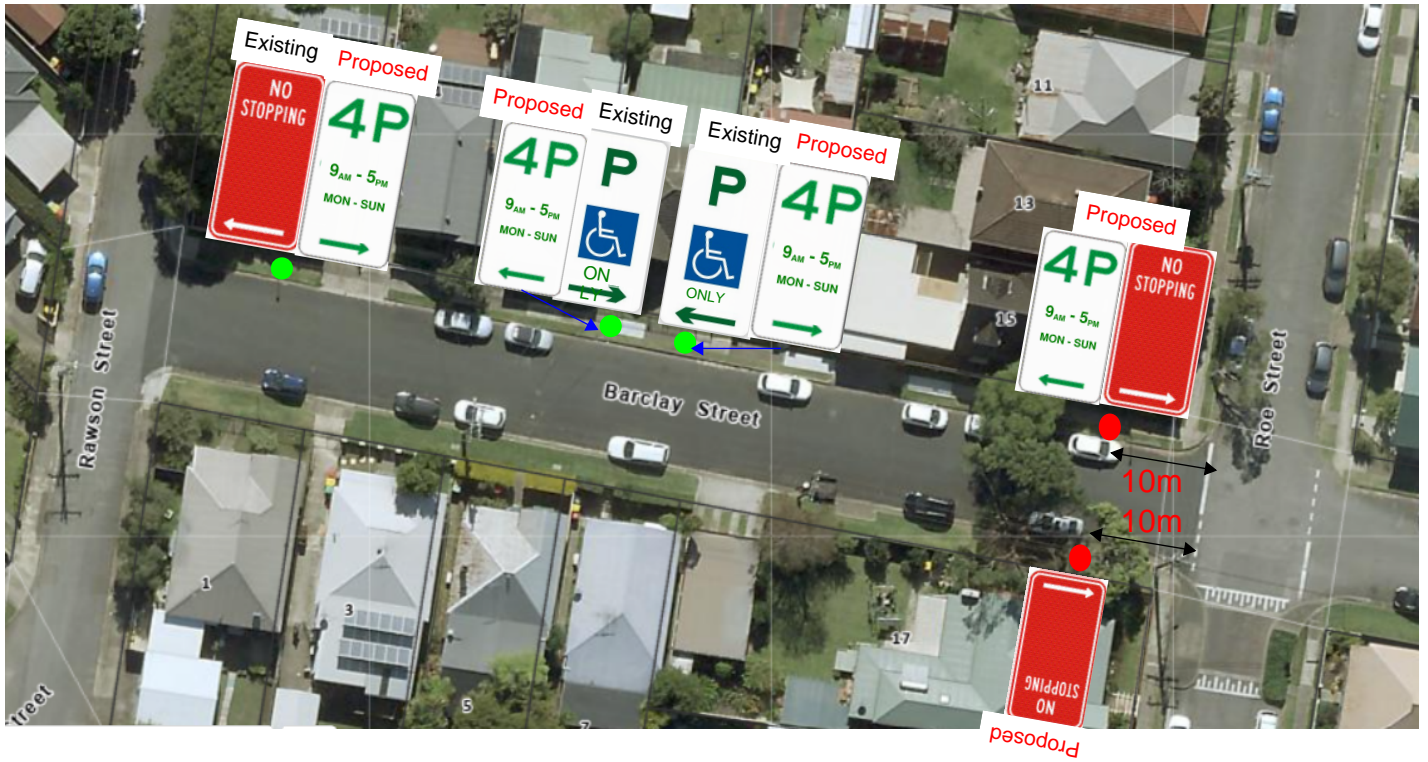 Existing
Proposed
NO
STOPPING
4P
9AM - 5PM
MON - SUN
Proposed
Existing
4P
9AM - 5PM
MON - SUN
P
ON
LY
Existing
Proposed
P
ONLY
4P
9AM - 5PM
MON - SUN
Proposed
4P
9AM - 5PM
MON - SUN
NO
STOPPING
11
13
15
Rawson Street
Barclay Street
Roe Street
10m
10m
1
3
5
7
17
treet
NO
STOPPING
Proposed